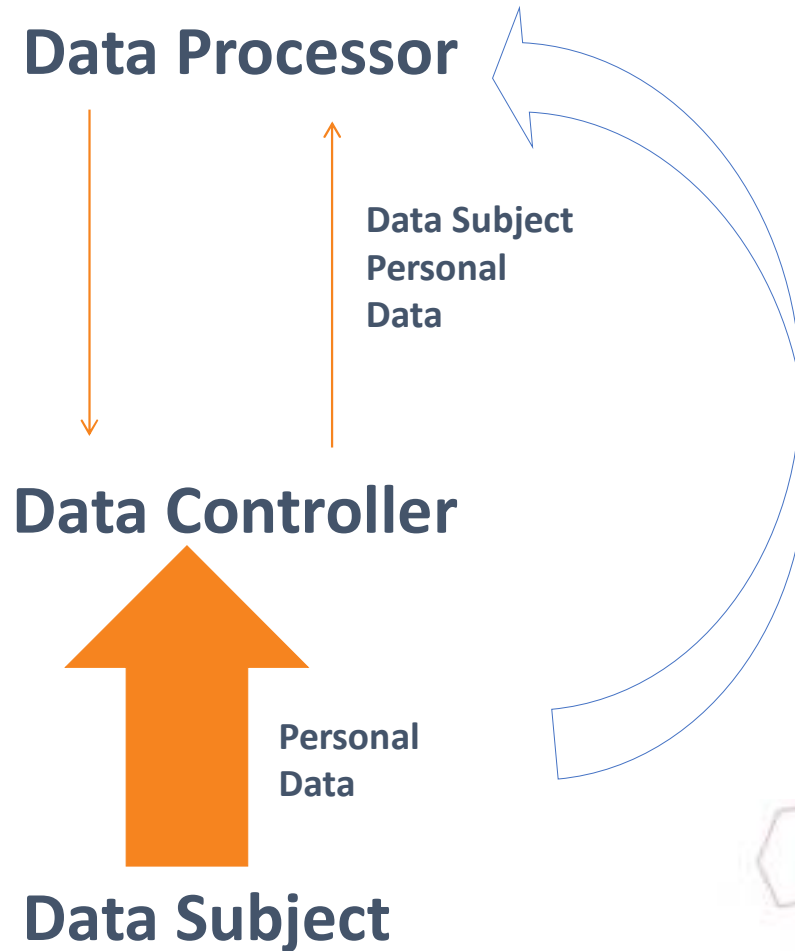 Data Processor
Data Subject
Personal
Data
Data Controller
Personal
Data
Data Subject